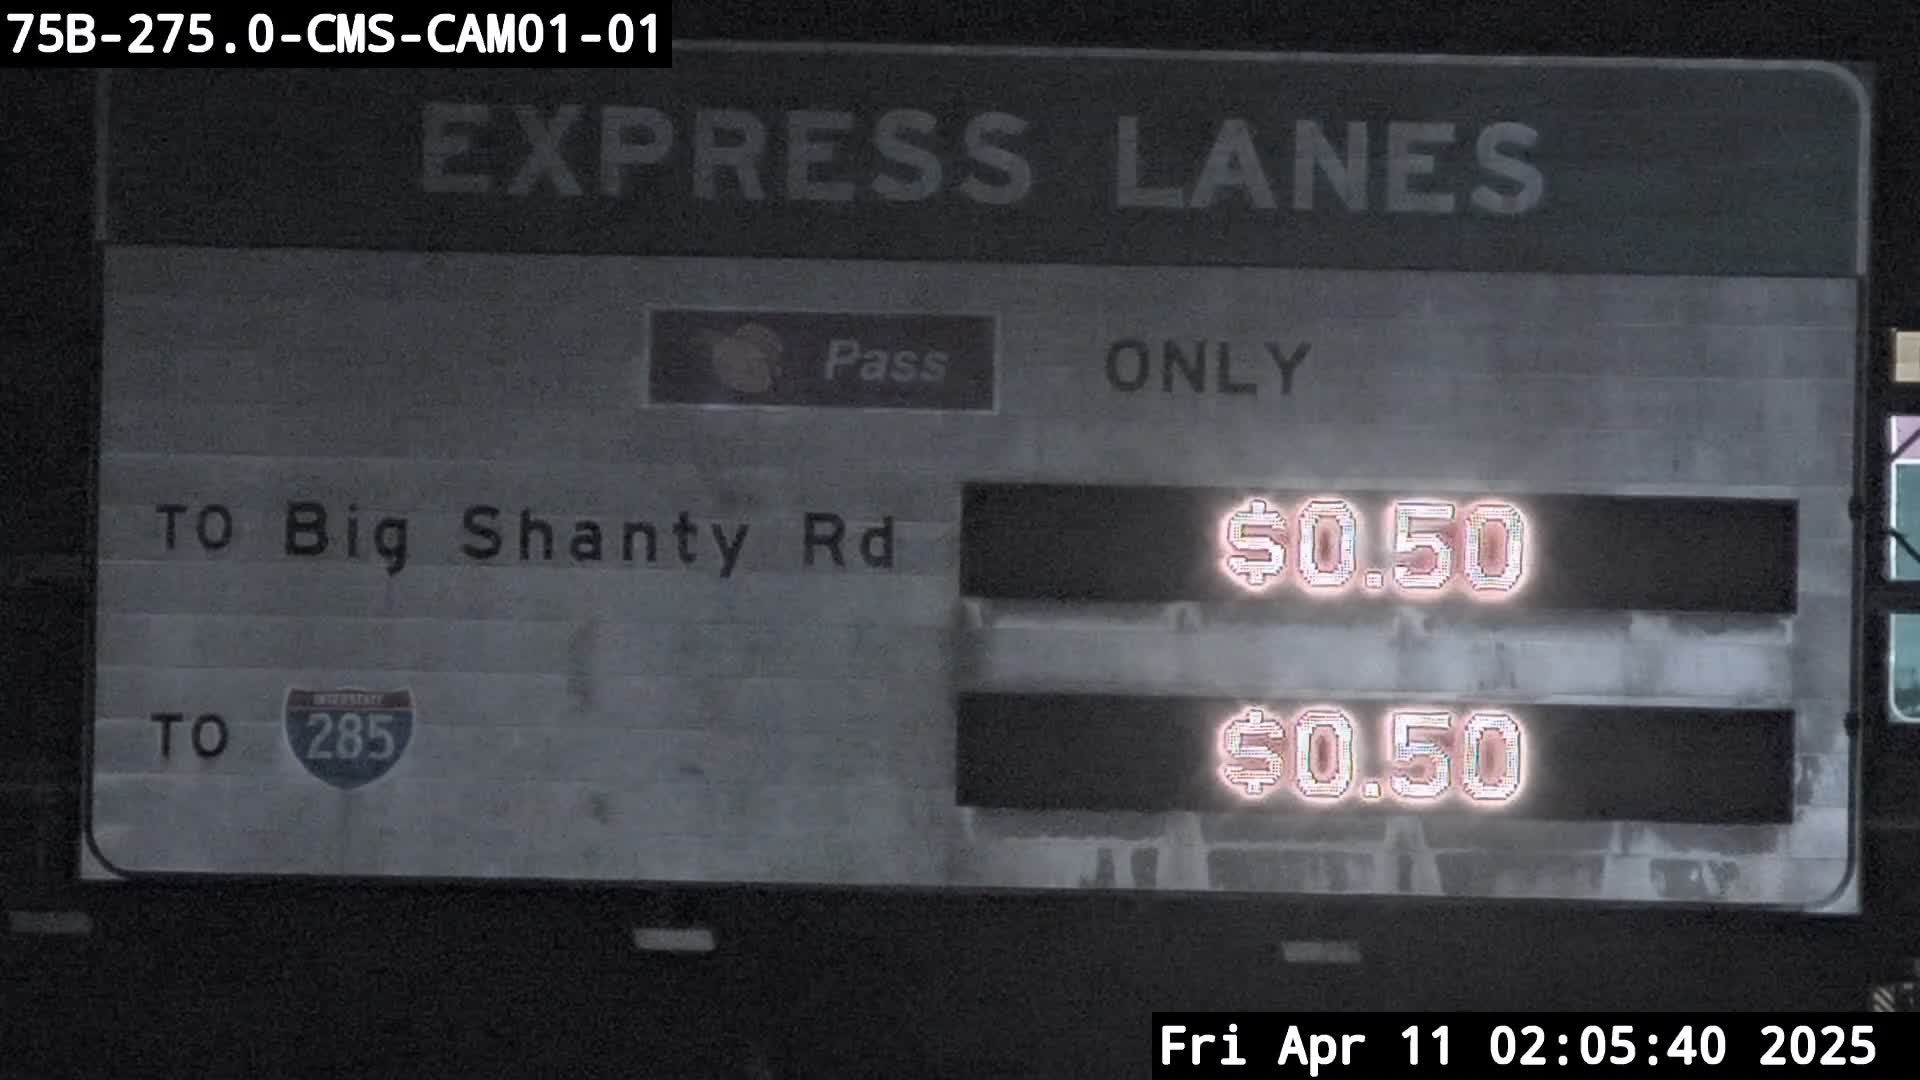 75B-275.0-CMS-CAM01-01
EXPRESS LANES
Pass ONLY
TO Big Shanty Rd $0.50
TO INTERSTATE 285 $0.50
Fri Apr 11 02:05:40 2025